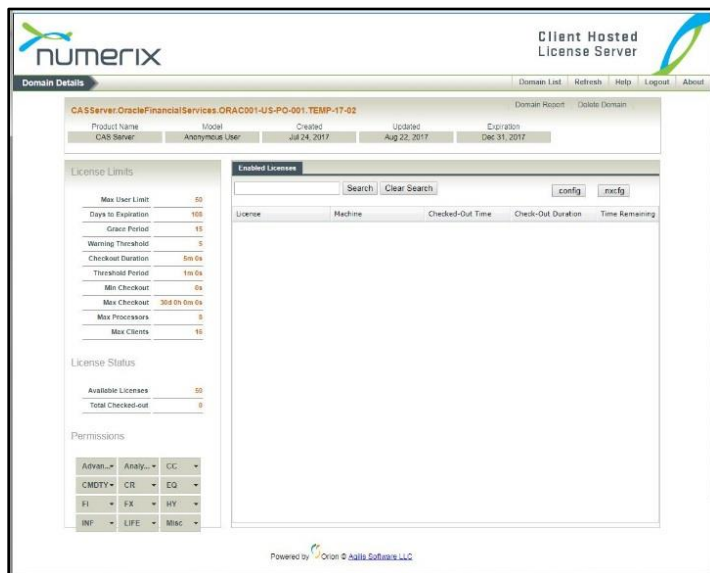 numerix
Client Hosted
License Server
Domain Details
Domain List Refresh Help Logout About
CASServer.OracleFinancialServices.ORAC001-US-PO-001.TEMP-17-02
Domain Report Delete Domain
Product Name Model Created Updated Expiration
CAS Server Anonymous User Jul 24, 2017 Aug 22, 2017 Dec 31, 2017
License Limits
Max User Limit 50
Days to Expiration 108
Grace Period 15
Warning Threshold 5
Checkout Duration 5m 0s
Threshold Period 1m 0s
Min Checkout 0s
Max Checkout 30d 0h 0m 0s
Max Processors 8
Max Clients 16
License Status
Available Licenses 50
Total Checked-out 0
Permissions
Advan... Analy... CC
CMDTY CR EQ
FI FX HY
INF LIFE Misc
Enabled Licenses
Search Clear Search config nxcfg
License Machine Checked-Out Time Check-Out Duration Time Remaining
Powered by Orion © Agilis Software LLC